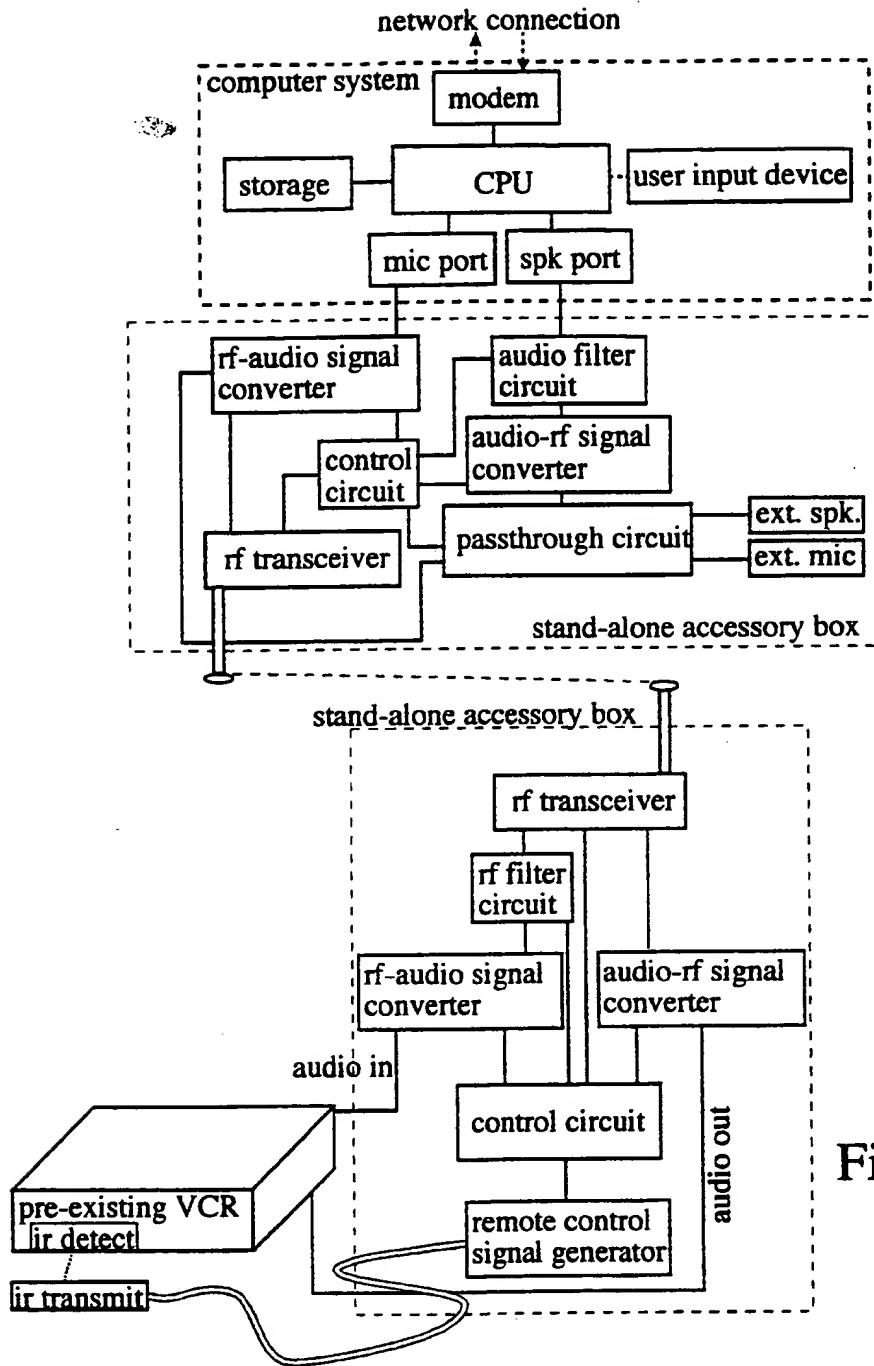 network connection
computer system
modem
storage
CPU
user input device
mic port
spk port
rf-audio signal
converter
audio filter
circuit
control
circuit
audio-rf signal
converter
rf transceiver
passthrough circuit
ext. spk.
ext. mic
stand-alone accessory box
stand-alone accessory box
rf transceiver
rf filter
circuit
rf-audio signal
converter
audio-rf signal
converter
audio in
control circuit
audio out
pre-existing VCR
ir detect
remote control
signal generator
ir transmit